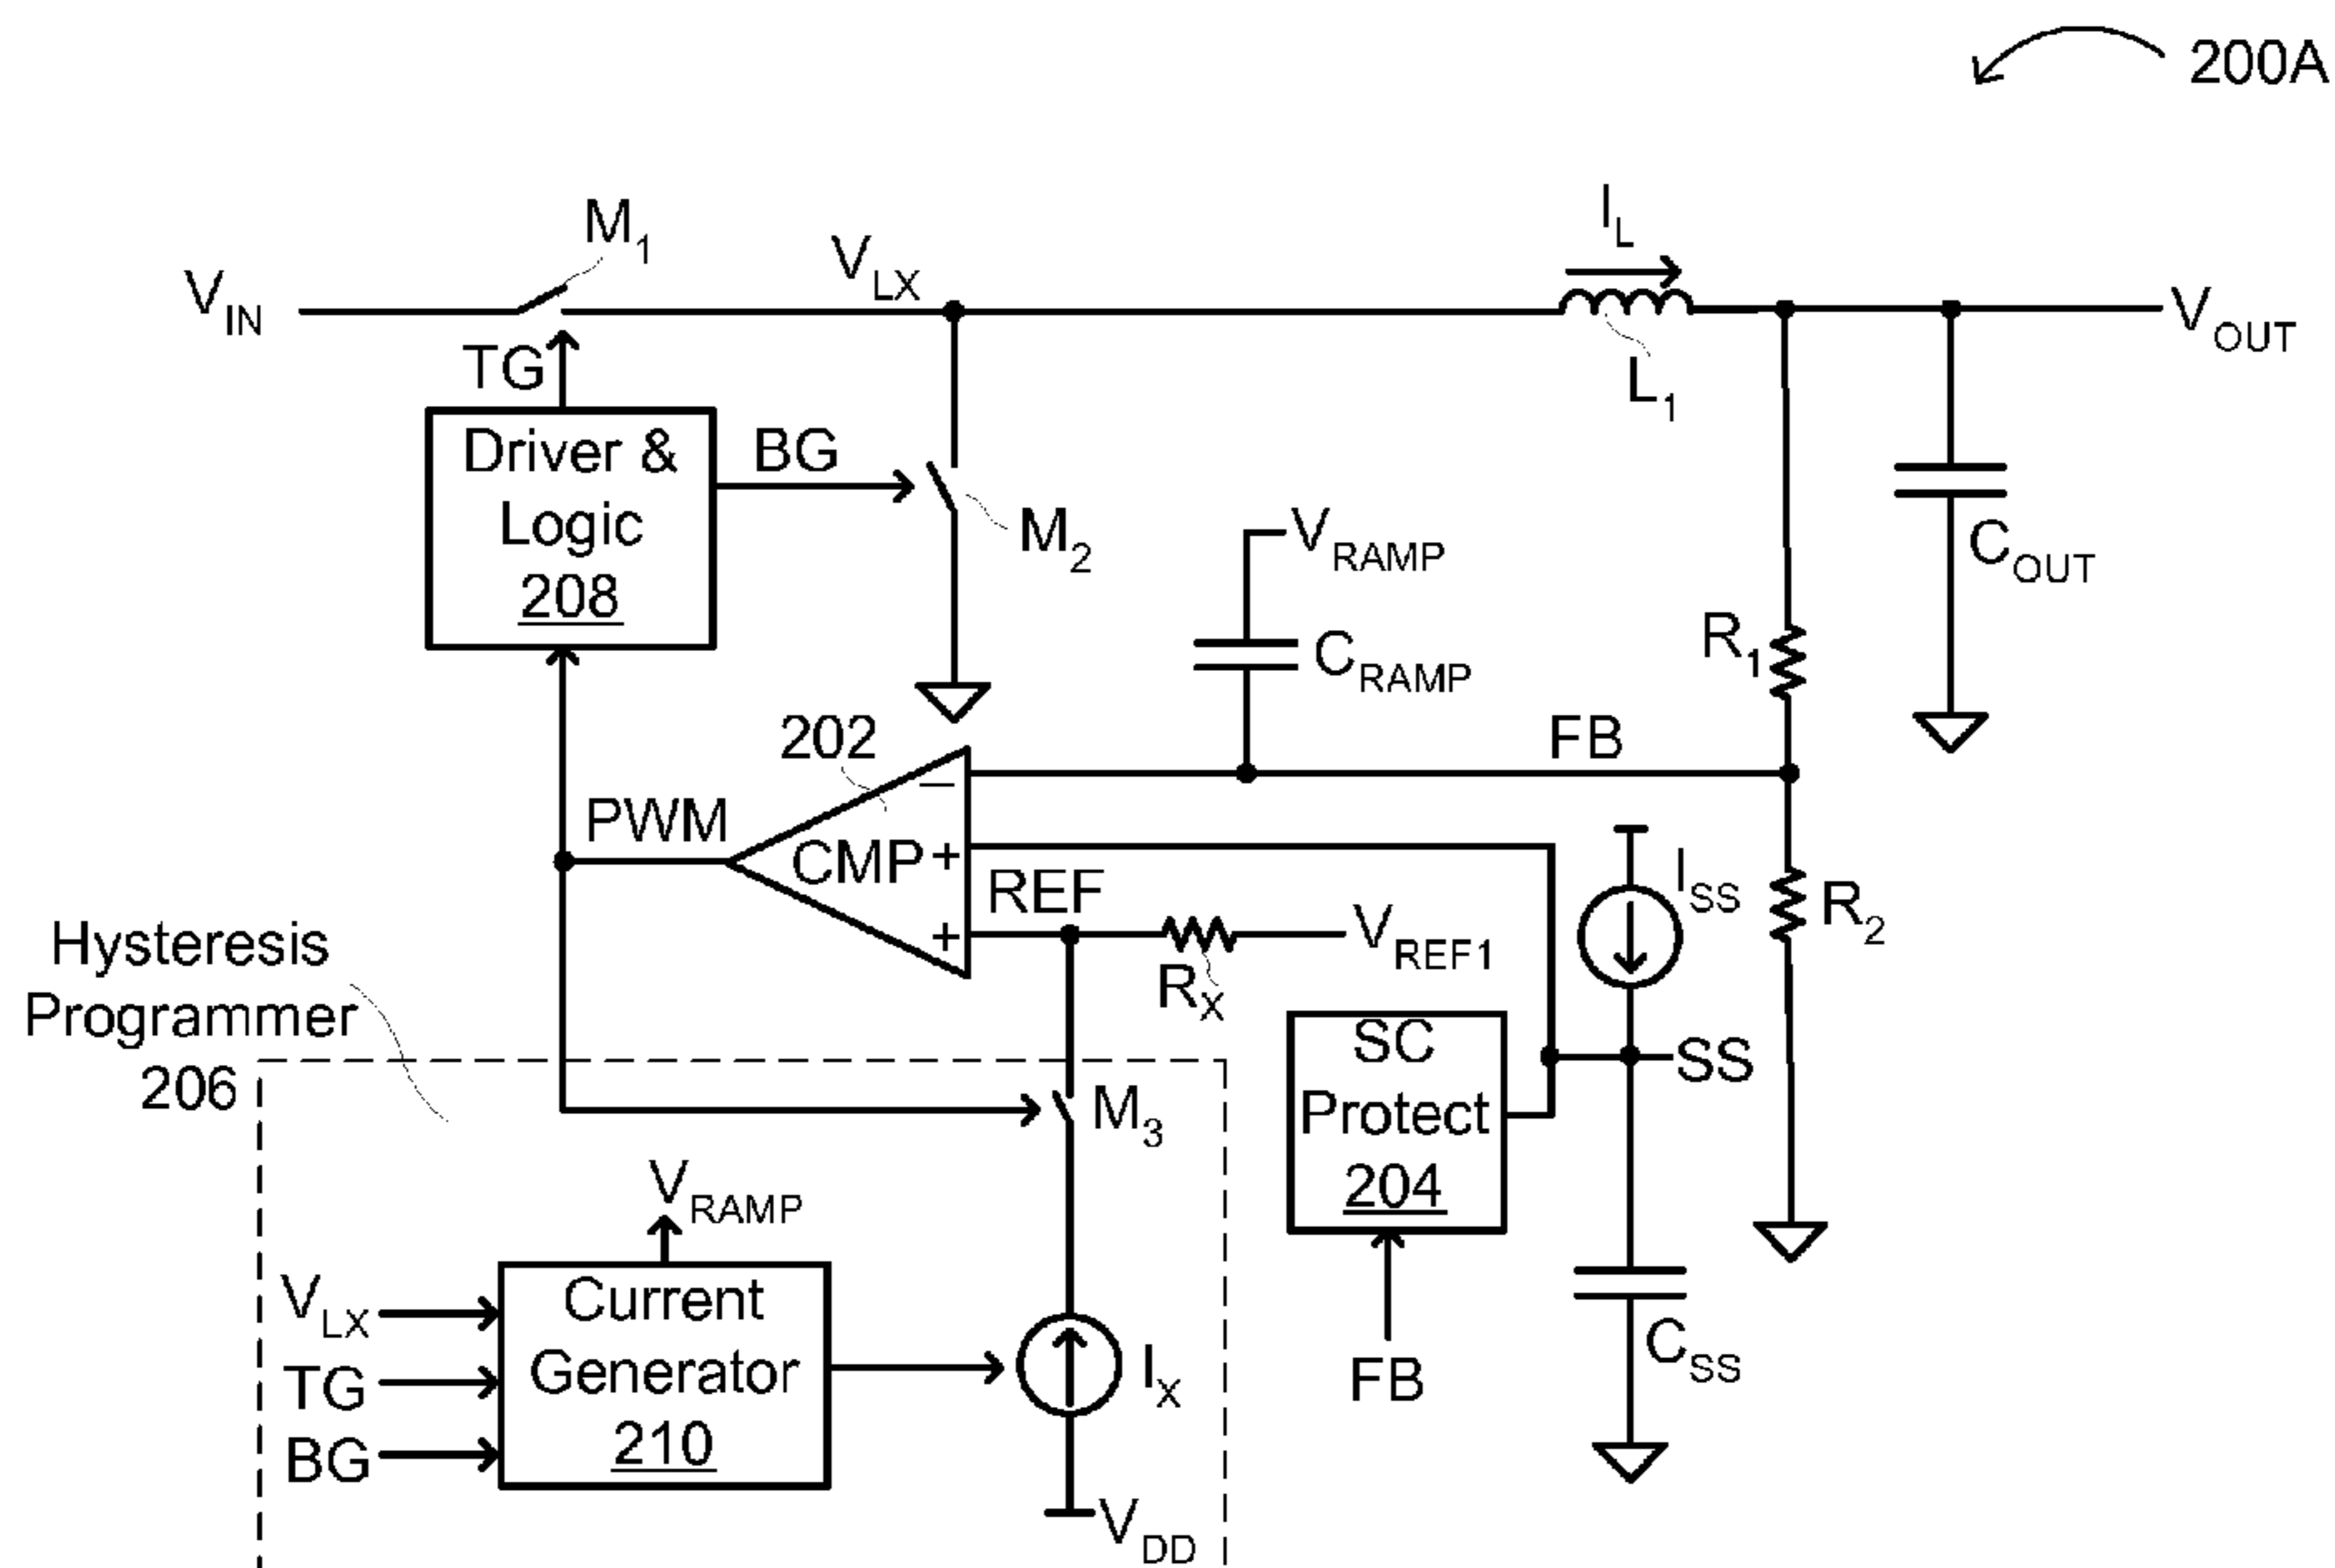 200A
M1
IL
VIN
VLX
VOUT
TG
L1
Driver &
Logic
208
BG
M2
VRAMP
COUT
CRAMP
R1
202
FB
PWM
CMP
REF
ISS
R2
Hysteresis
Programmer
206
RX
VREF1
SC
Protect
204
SS
M3
VRAMP
VLX
TG
BG
Current
Generator
210
IX
FB
CSS
VDD